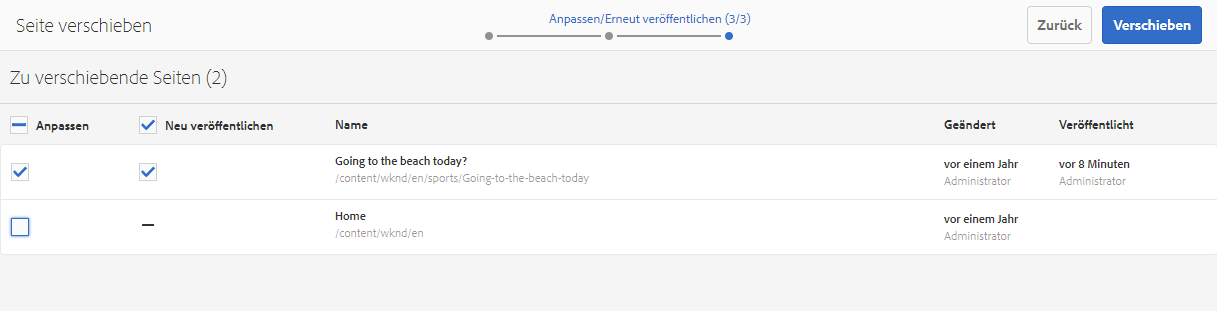 Seite verschieben
Anpassen/Erneut veröffentlichen (3/3)
Zurück
Verschieben
Zu verschiebende Seiten (2)
Anpassen Neu veröffentlichen Name Geändert Veröffentlicht
Going to the beach today? vor einem Jahr vor 8 Minuten
/content/wknd/en/sports/Going-to-the-beach-today Administrator Administrator
Home vor einem Jahr
/content/wknd/en Administrator